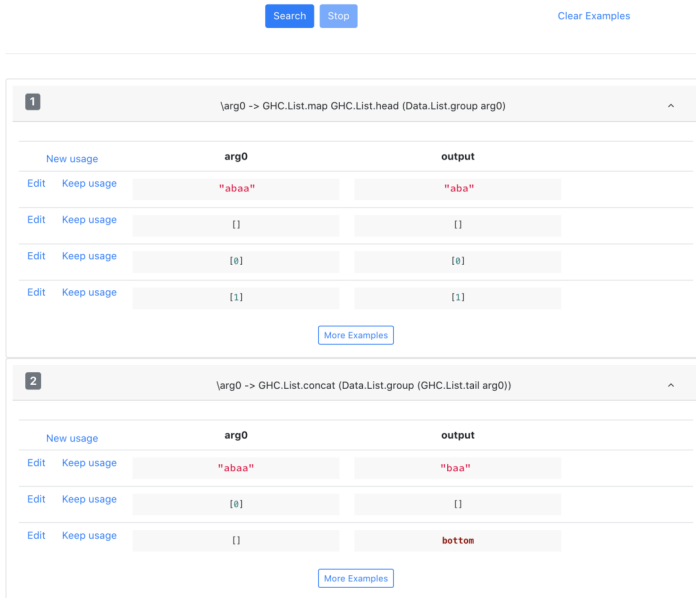 Search Stop Clear Examples
1 \arg0 -> GHC.List.map GHC.List.head (Data.List.group arg0)
New usage arg0 output
Edit Keep usage "abaa" "aba"
Edit Keep usage [] []
Edit Keep usage [0] [0]
Edit Keep usage [1] [1]
More Examples
2 \arg0 -> GHC.List.concat (Data.List.group (GHC.List.tail arg0))
New usage arg0 output
Edit Keep usage "abaa" "baa"
Edit Keep usage [0] []
Edit Keep usage [] bottom
More Examples